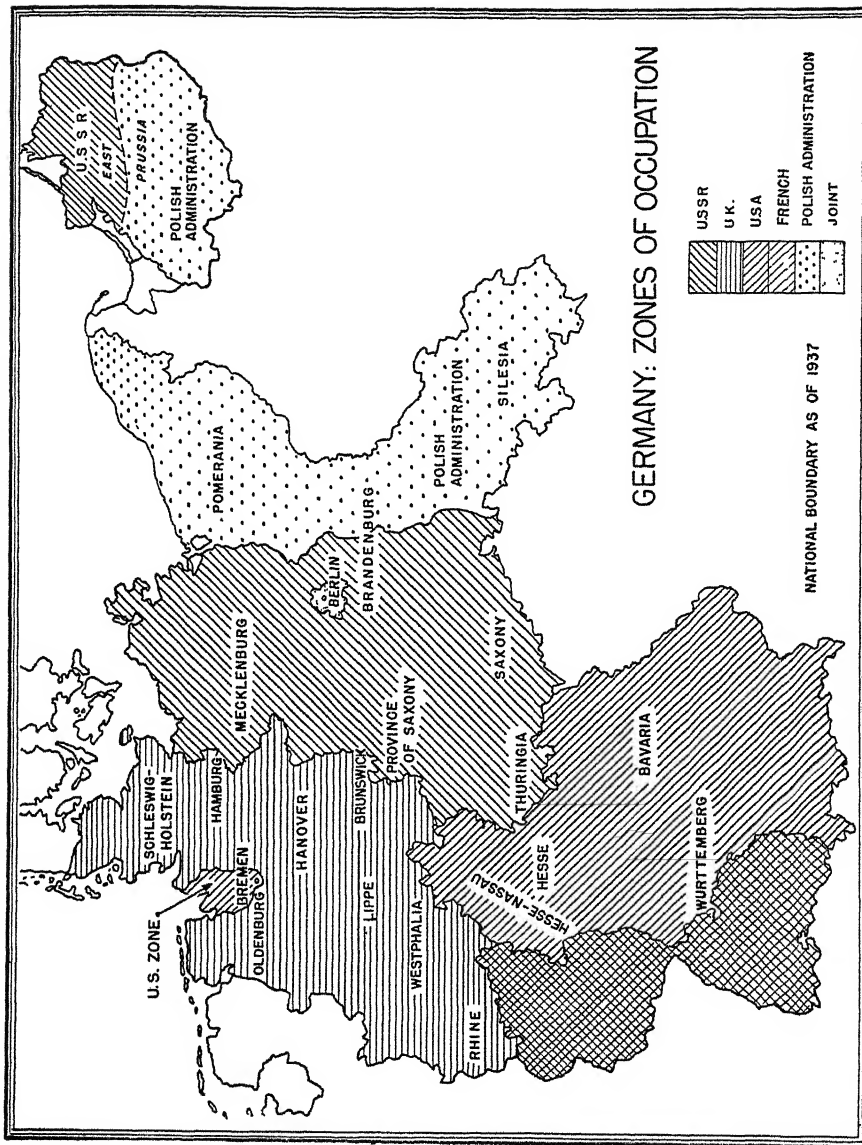 U.S. ZONE
SCHLESWIG-
HOLSTEIN
HAMBURG
BREMEN
OLDENBURG
HANOVER
LIPPE
BRUNSWICK
WESTPHALIA
RHINE
MECKLENBURG
BERLIN
BRANDENBURG
PROVINCE
OF SAXONY
SAXONY
THURINGIA
HESSE-NASSAU
HESSE
BAVARIA
WURTTEMBERG
POMERANIA
POLISH
ADMINISTRATION
SILESIA
U.S S R
EAST
PRUSSIA
POLISH
ADMINISTRATION
GERMANY: ZONES OF OCCUPATION
NATIONAL BOUNDARY AS OF 1937
U.S.S R
U K.
U.S.A
FRENCH
POLISH ADMINISTRATION
JOINT